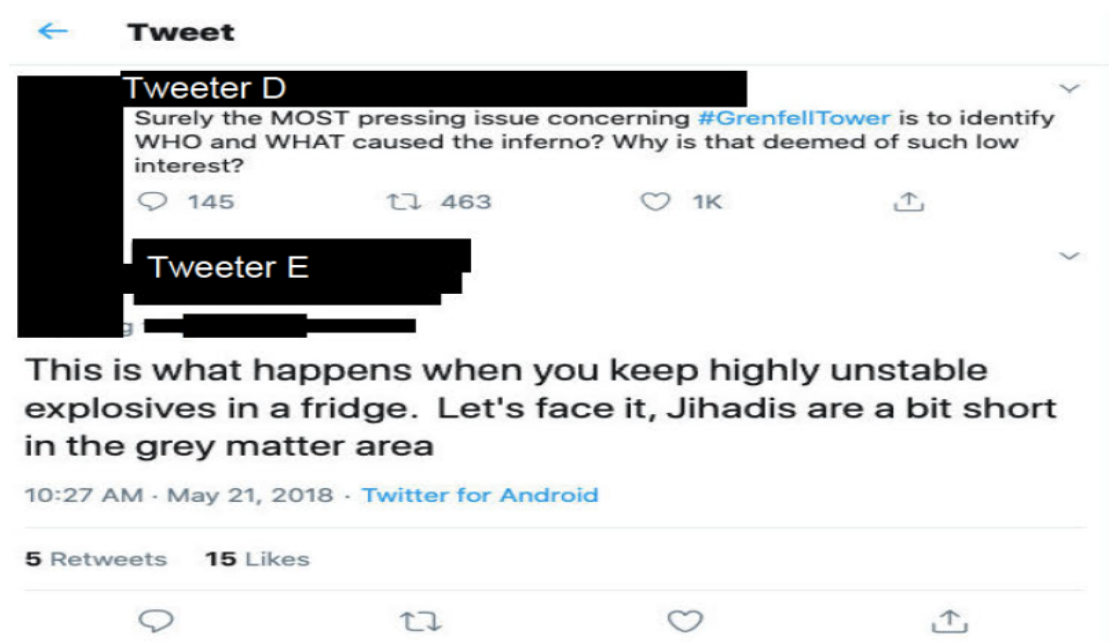 Tweet
Tweeter D
Surely the MOST pressing issue concerning #GrenfellTower is to identify
WHO and WHAT caused the inferno? Why is that deemed of such low
interest?
145 463 1K
Tweeter E
g
This is what happens when you keep highly unstable
explosives in a fridge.  Let's face it, Jihadis are a bit short
in the grey matter area
10:27 AM · May 21, 2018 · Twitter for Android
5 Retweets 15 Likes